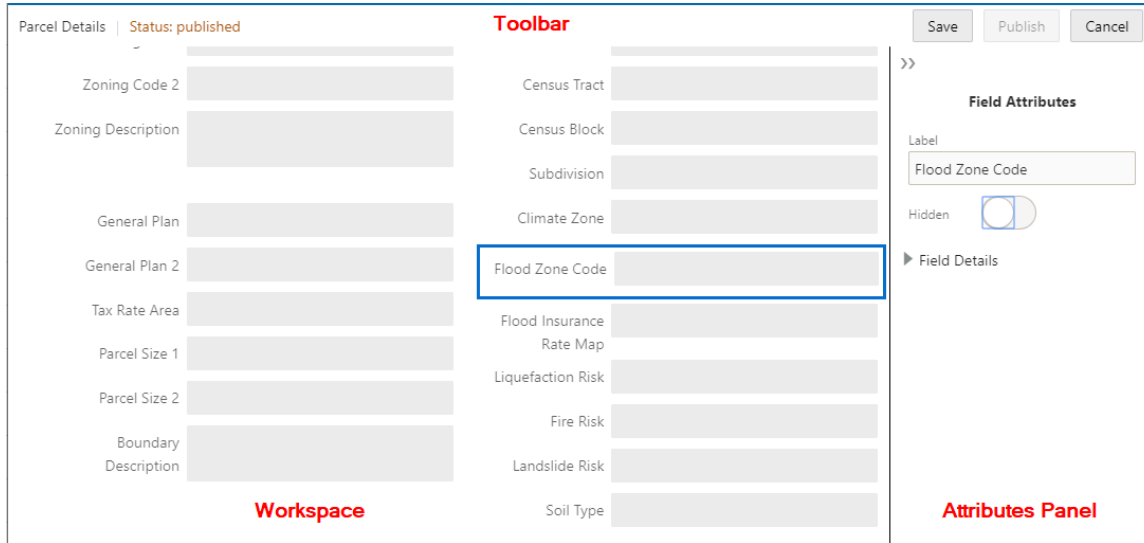 Parcel Details | Status: published
Toolbar
Save
Publish
Cancel
Zoning Code 2
Zoning Description
General Plan
General Plan 2
Tax Rate Area
Parcel Size 1
Parcel Size 2
Boundary
Description
Workspace
Census Tract
Census Block
Subdivision
Climate Zone
Flood Zone Code
Flood Insurance
Rate Map
Liquefaction Risk
Fire Risk
Landslide Risk
Soil Type
Field Attributes
Label
Flood Zone Code
Hidden
Field Details
Attributes Panel